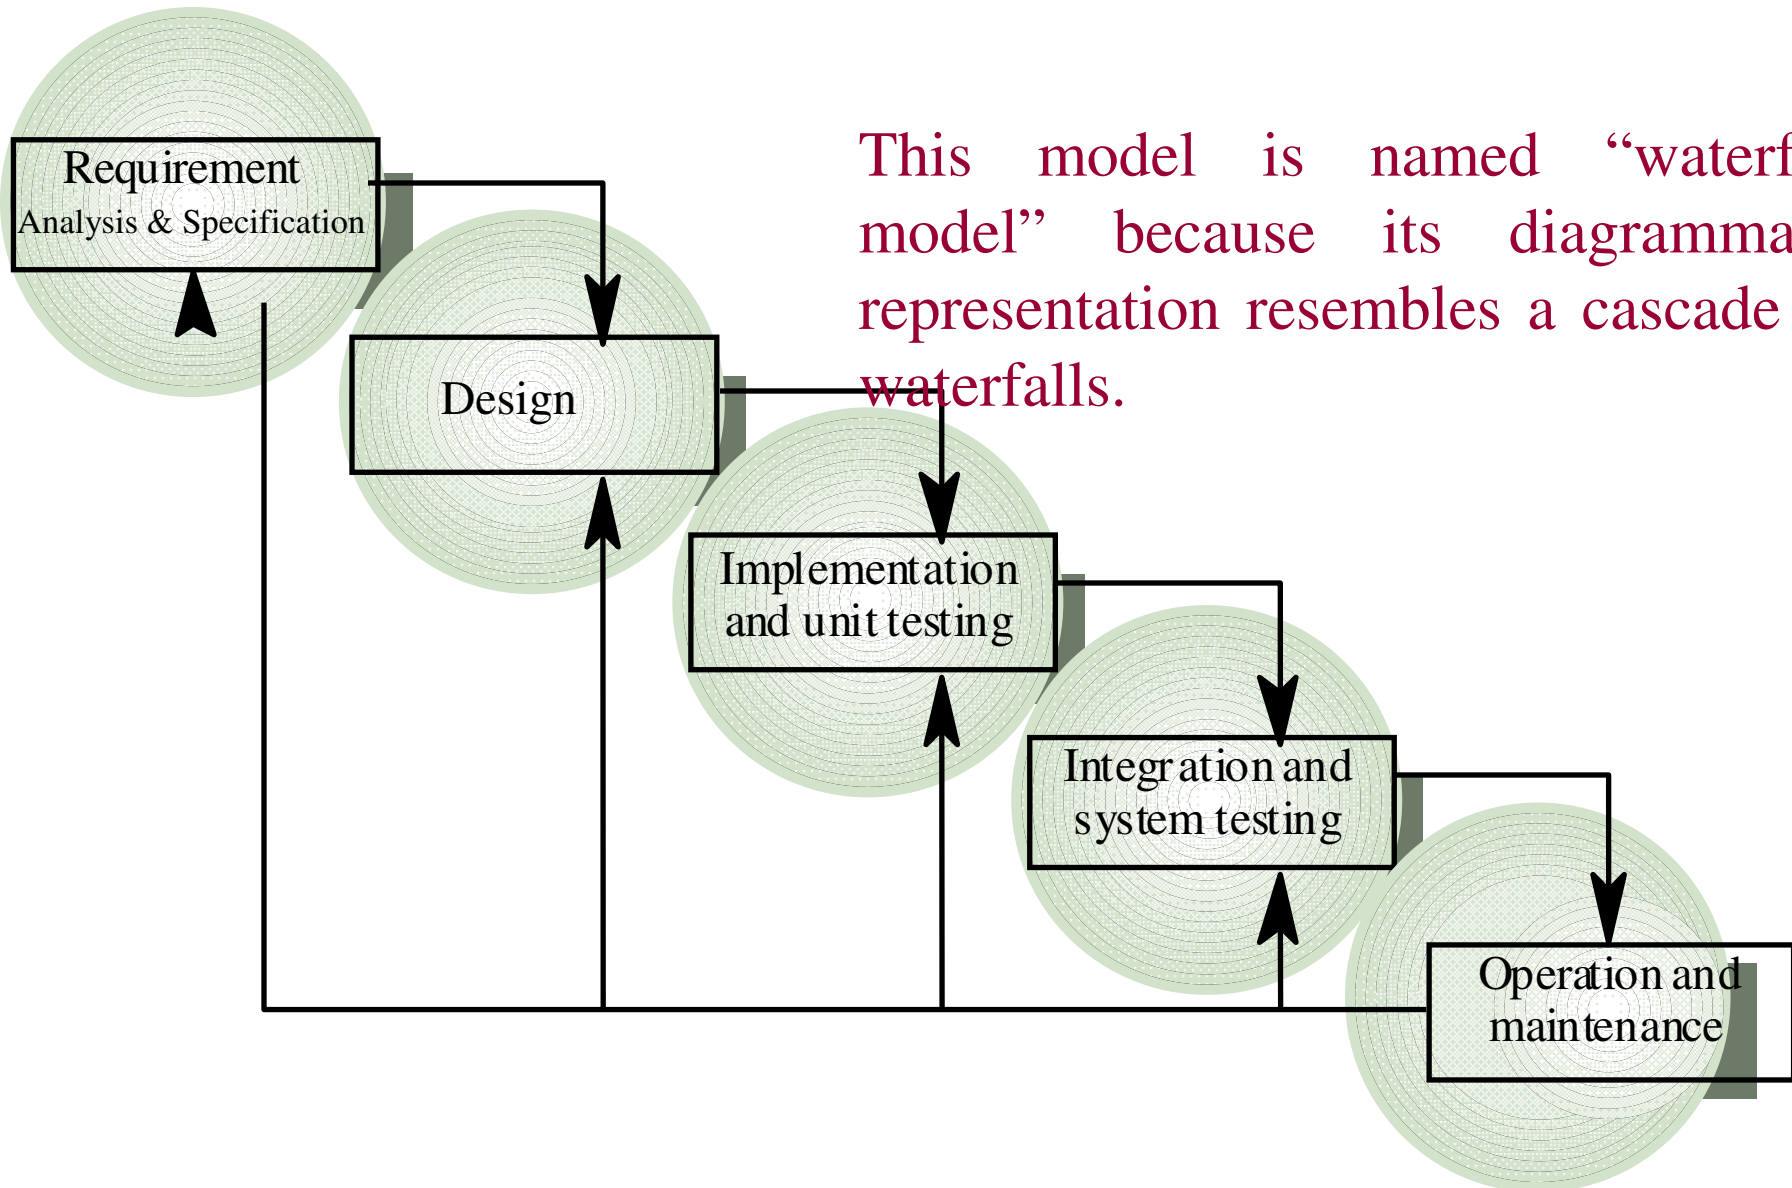 Requirement
Analysis & Specification
This model is named “waterf
model” because its diagramma
representation resembles a cascade
waterfalls.
Design
Implementation
and unit testing
Integration and
system testing
Operation and
maintenance